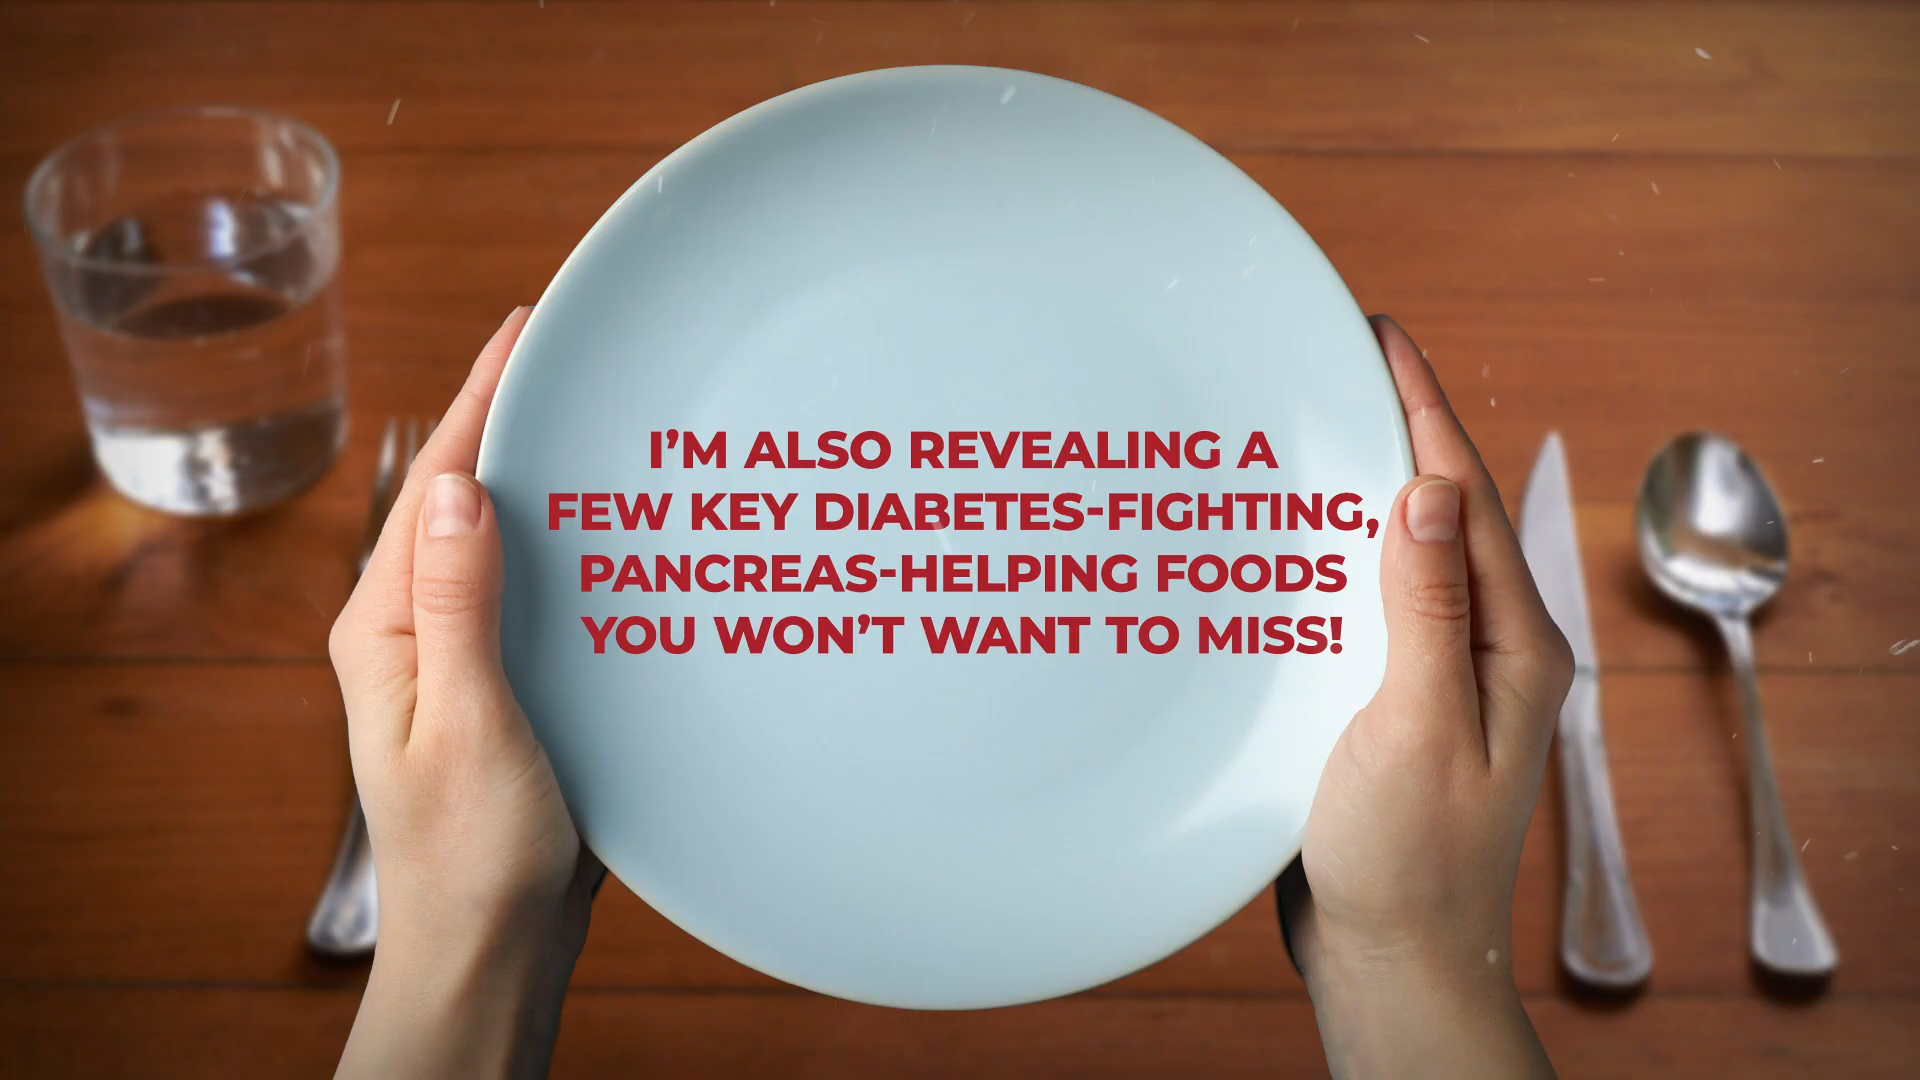 I’M ALSO REVEALING A
FEW KEY DIABETES-FIGHTING,
PANCREAS-HELPING FOODS
YOU WON’T WANT TO MISS!